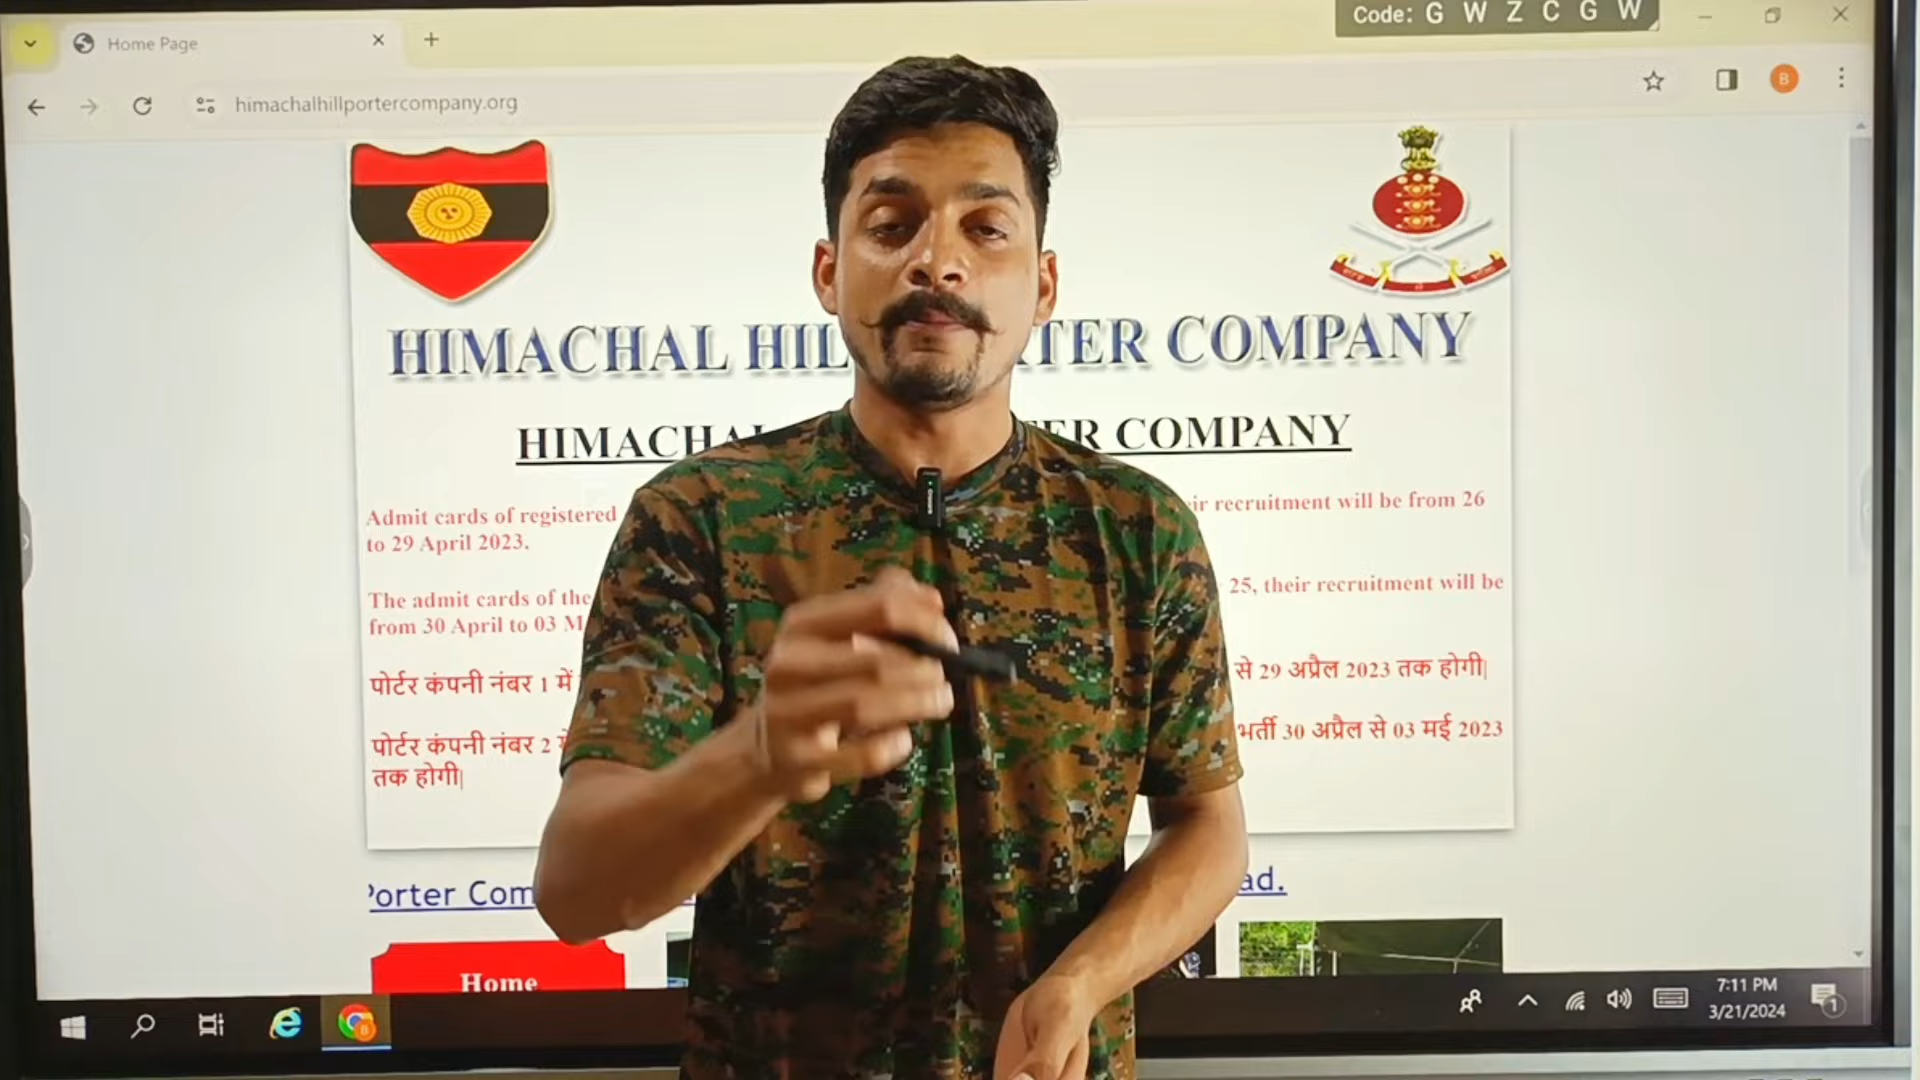 Code: G W Z C G W
Home Page
himachalhillportercompany.org
HIMACHAL HIL TER COMPANY
HIMACHAL ER COMPANY
Admit cards of registered ir recruitment will be from 26
to 29 April 2023.
The admit cards of the 25, their recruitment will be
from 30 April to 03 M
पोर्टर कंपनी नंबर 1 में से 29 अप्रैल 2023 तक होगी|
पोर्टर कंपनी नंबर 2 भर्ती 30 अप्रैल से 03 मई 2023
तक होगी|
Porter Com ad.
Home
7:11 PM
3/21/2024